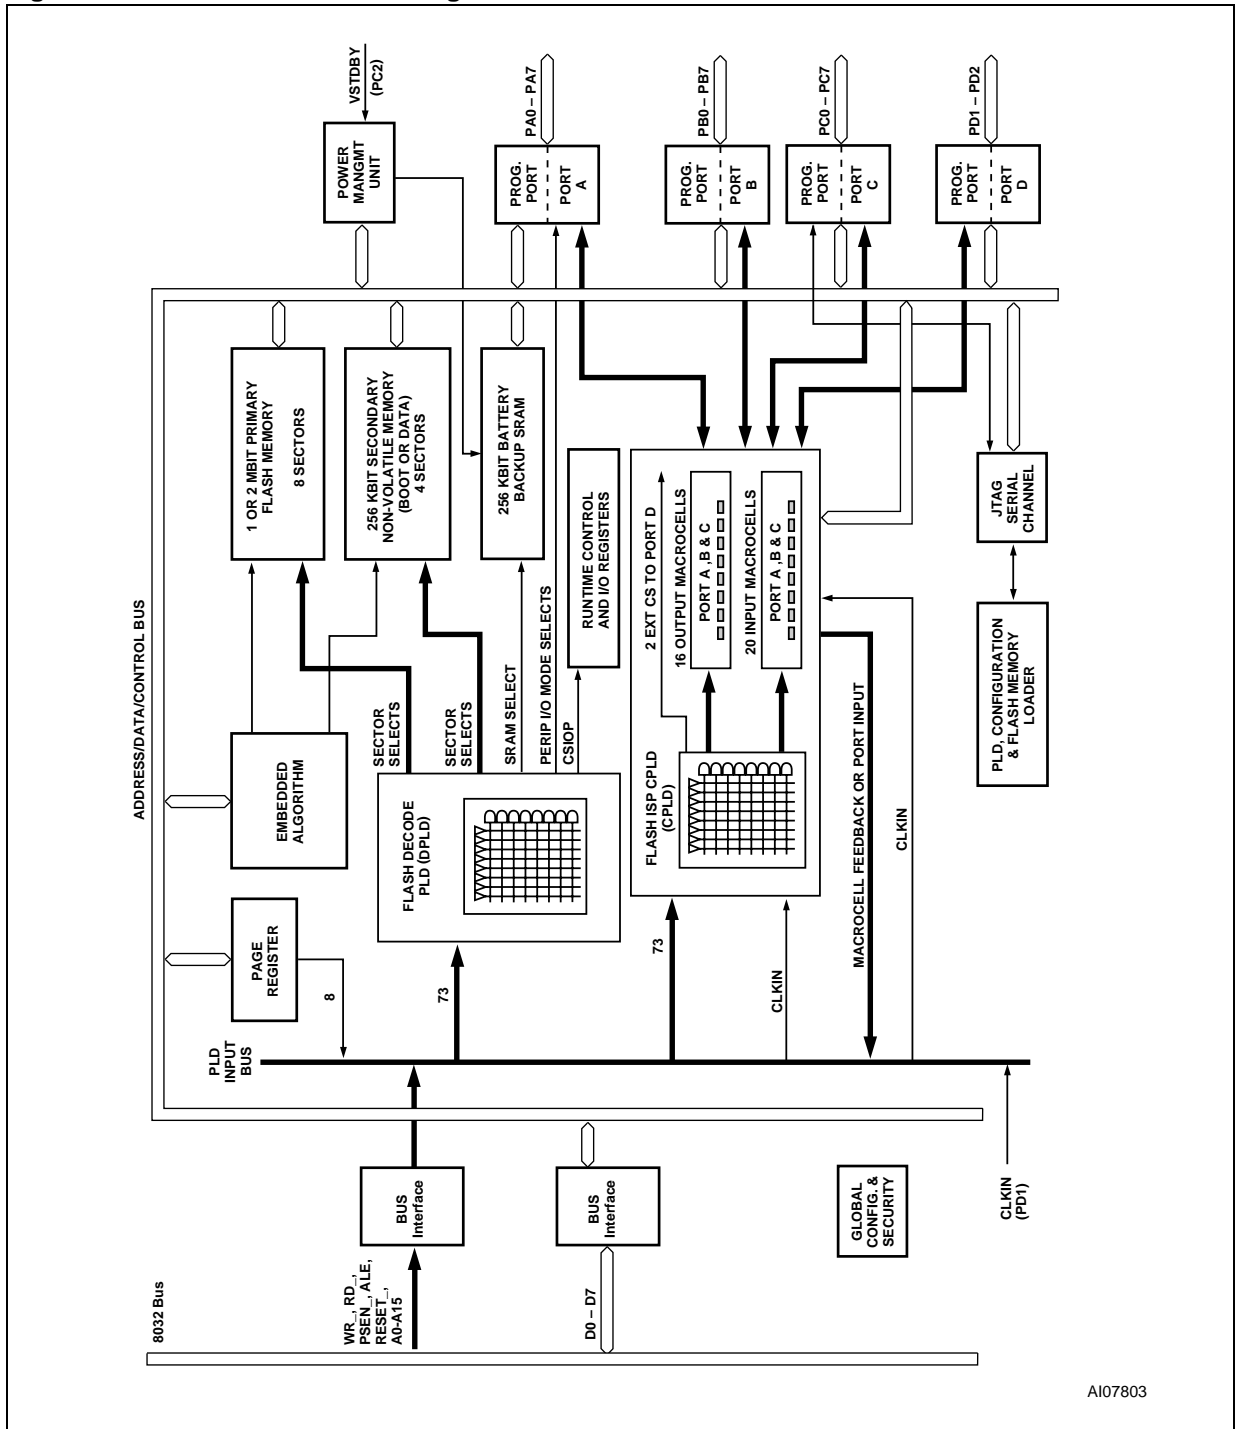 8032 Bus
WR_, RD_,
PSEN_, ALE,
RESET_,
A0-A15
BUS
Interface
D0 – D7
BUS
Interface
GLOBAL
CONFIG. &
SECURITY
CLKIN
(PD1)
PLD
INPUT
BUS
ADDRESS/DATA/CONTROL BUS
PAGE
REGISTER
8
73
73
CLKIN
EMBEDDED
ALGORITHM
FLASH DECODE
PLD (DPLD)
SECTOR
SELECTS
SECTOR
SELECTS
SRAM SELECT
PERIP I/O MODE SELECTS
CSIOP
FLASH ISP CPLD
(CPLD)
MACROCELL FEEDBACK OR PORT INPUT
CLKIN
1 OR 2 MBIT PRIMARY
FLASH MEMORY
8 SECTORS
256 KBIT SECONDARY
NON-VOLATILE MEMORY
(BOOT OR DATA)
4 SECTORS
256 KBIT BATTERY
BACKUP SRAM
RUNTIME CONTROL
AND I/O REGISTERS
2 EXT CS TO PORT D
16 OUTPUT MACROCELLS
PORT A ,B & C
20 INPUT MACROCELLS
PORT A ,B & C
PLD, CONFIGURATION
& FLASH MEMORY
LOADER
JTAG
SERIAL
CHANNEL
VSTDBY
(PC2)
POWER
MANGMT
UNIT
PA0 – PA7
PROG.
PORT
PORT
A
PB0 – PB7
PROG.
PORT
PORT
B
PC0 – PC7
PROG.
PORT
PORT
C
PD1 – PD2
PROG.
PORT
PORT
D
AI07803